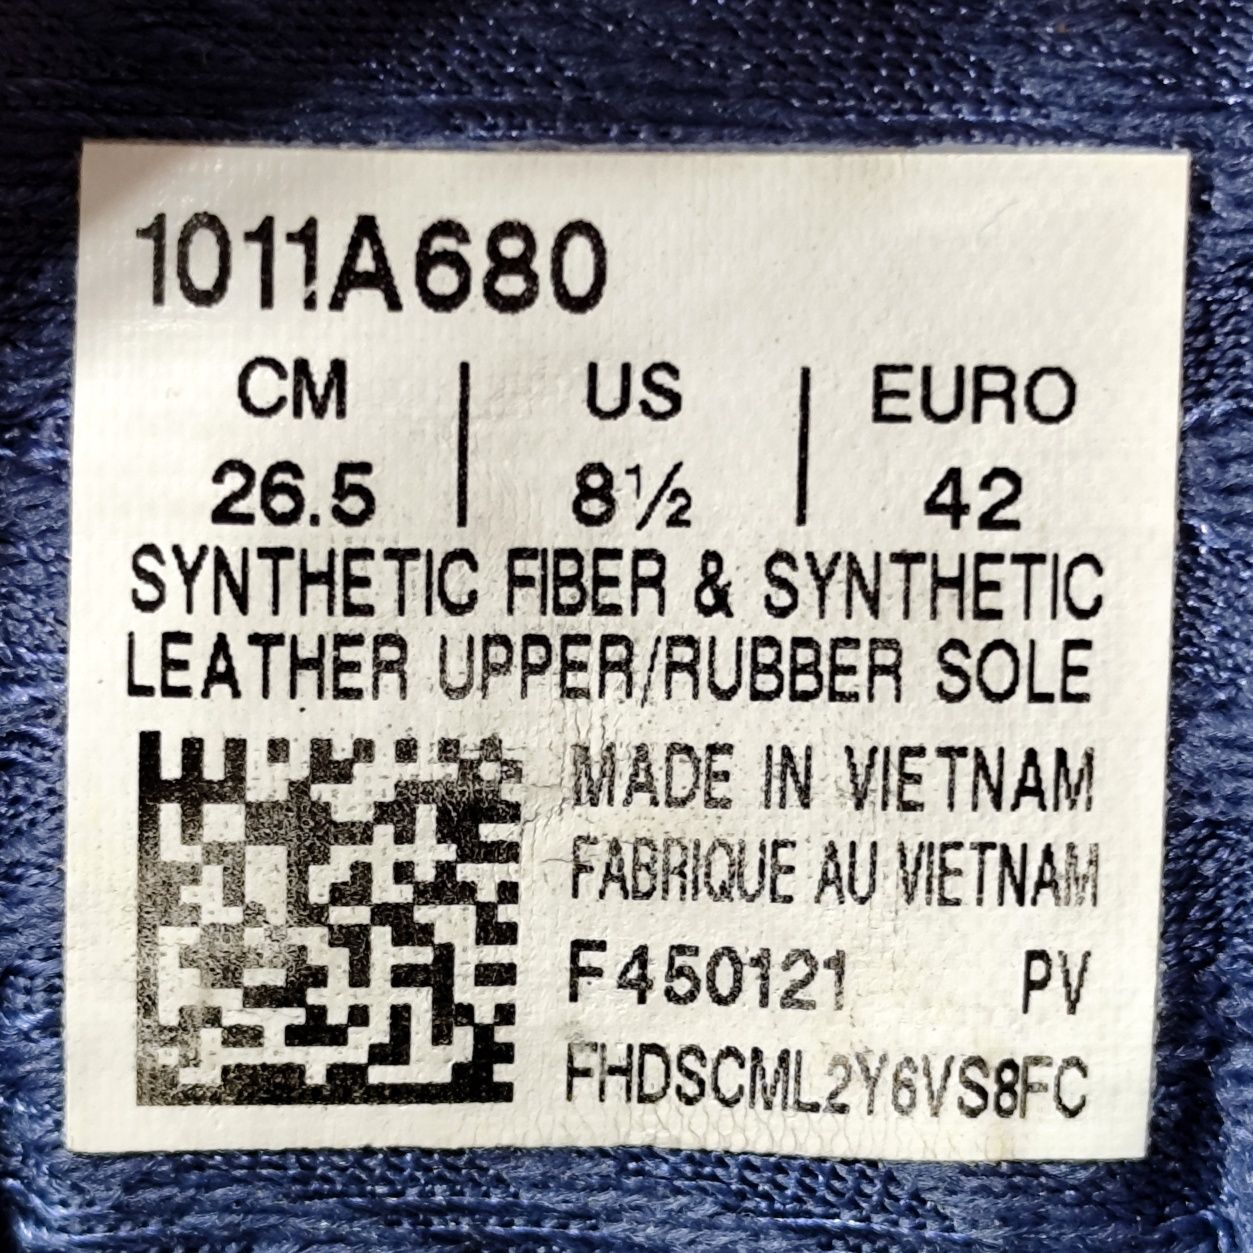 1011A680
CM | US | EURO
26.5 | 8½ | 42
SYNTHETIC FIBER & SYNTHETIC
LEATHER UPPER/RUBBER SOLE
MADE IN VIETNAM
FABRIQUE AU VIETNAM
F450121 PV
FHDSCML2Y6VS8FC